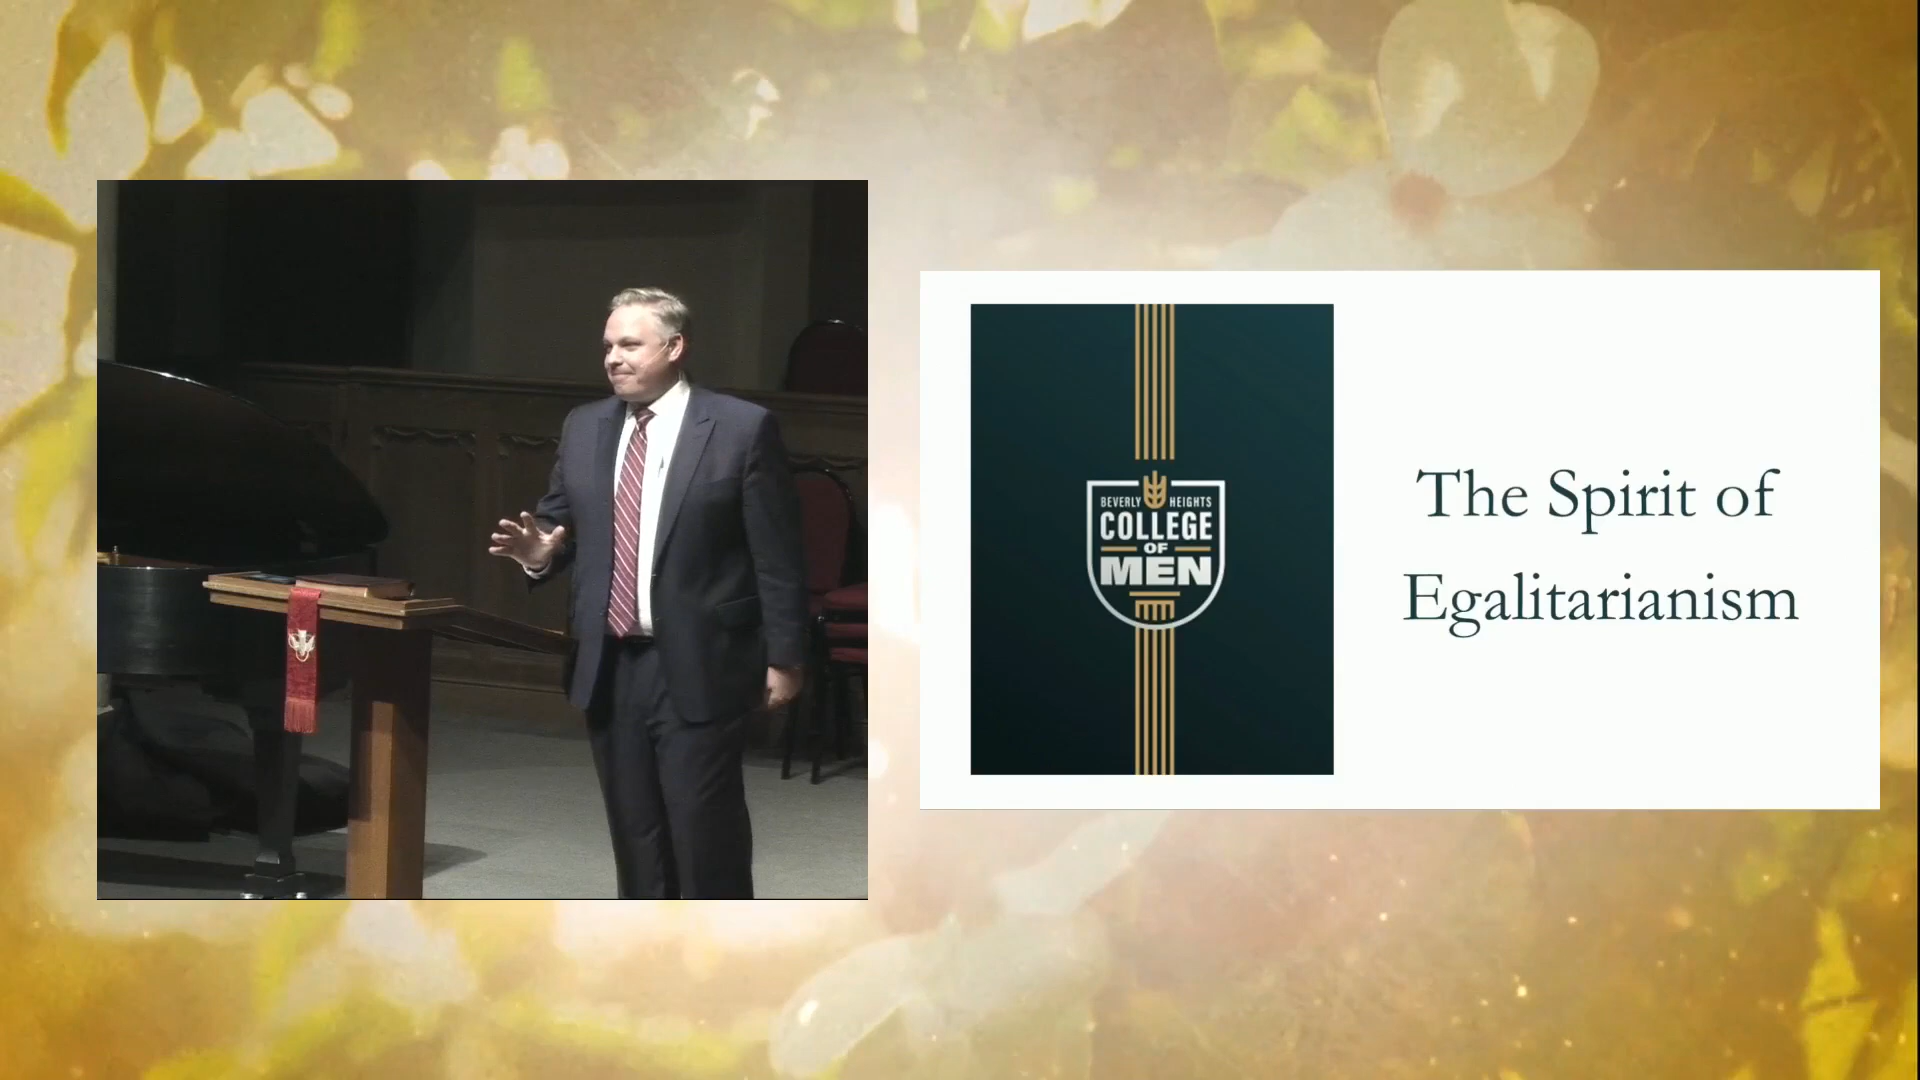 BEVERLY HEIGHTS
COLLEGE
OF
MEN
The Spirit of
Egalitarianism